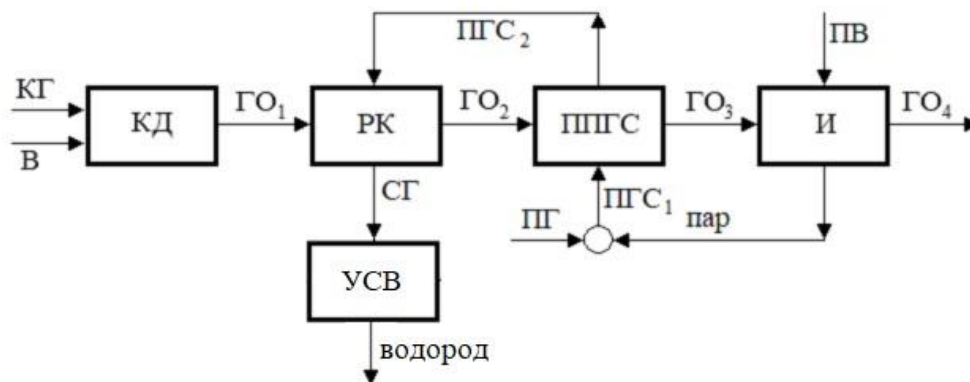 ПГС₂
ПВ
КГ
В
КД
ГО₁
РК
ГО₂
ППГС
ГО₃
И
ГО₄
СГ
ПГС₁
ПГ
пар
УСВ
водород